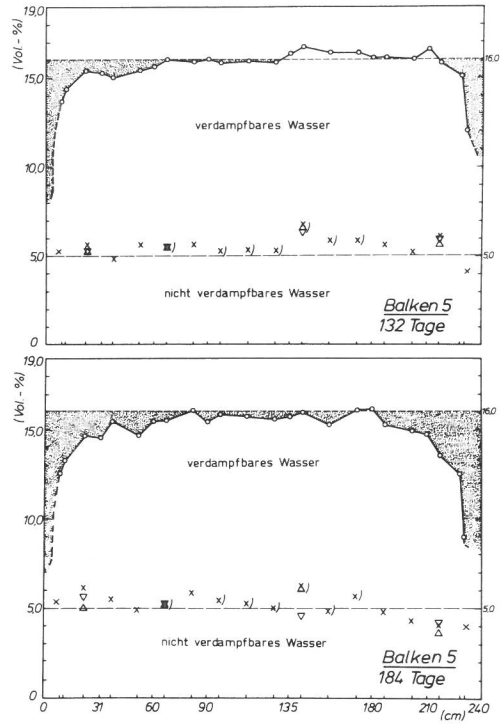 19,0
(Vol.-%)
16,0
15,0
verdampfbares Wasser
10,0
5,0
5,0
nicht verdampfbares Wasser
Balken 5
132 Tage
0
19,0
(Vol.-%)
16,0
15,0
verdampfbares Wasser
10,0
5,0
5,0
nicht verdampfbares Wasser
Balken 5
184 Tage
0
0 31 60 90 120 135 150 180 210 (cm) 240